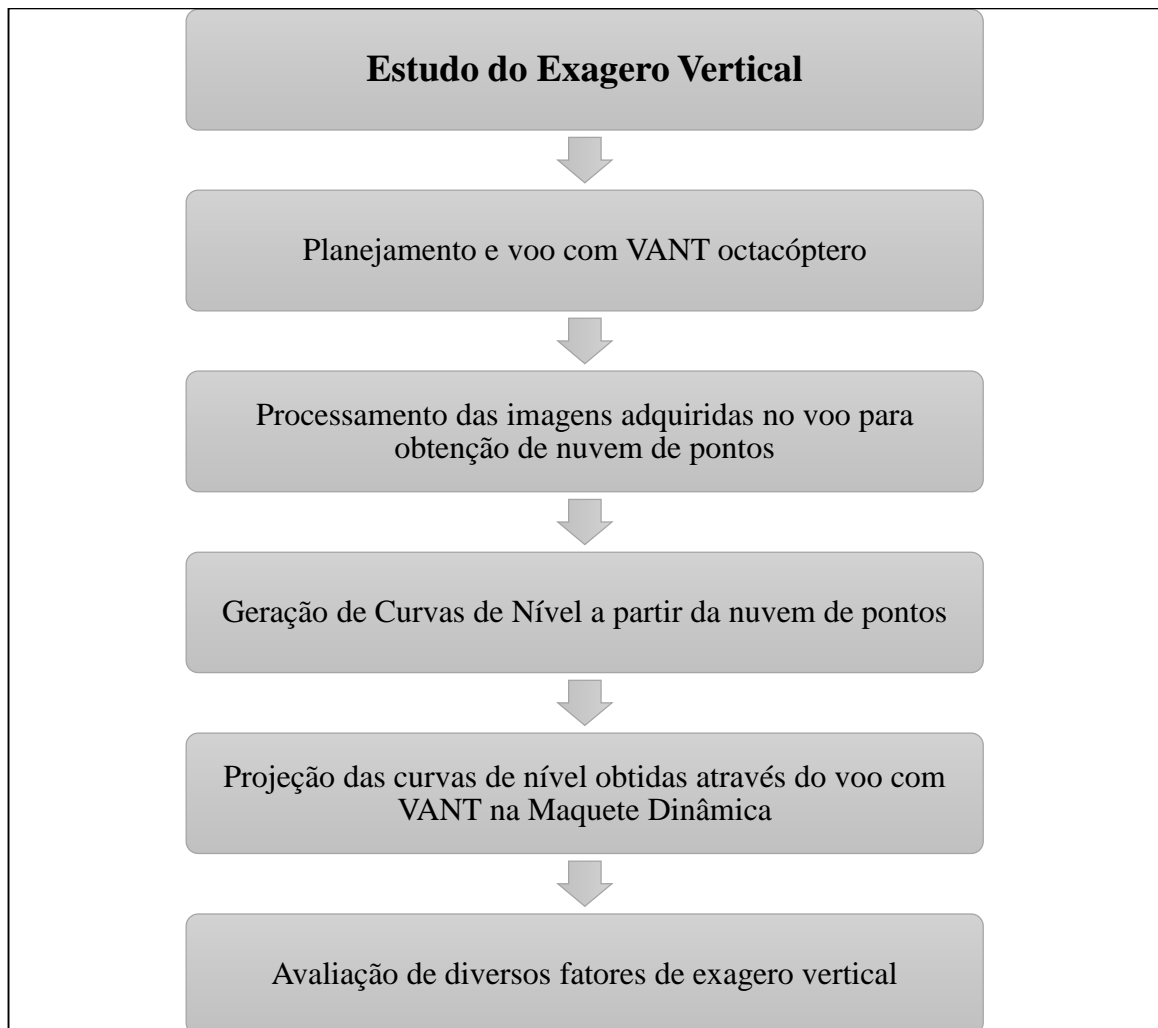 Estudo do Exagero Vertical
Planejamento e voo com VANT octacóptero
Processamento das imagens adquiridas no voo para
obtenção de nuvem de pontos
Geração de Curvas de Nível a partir da nuvem de pontos
Projeção das curvas de nível obtidas através do voo com
VANT na Maquete Dinâmica
Avaliação de diversos fatores de exagero vertical